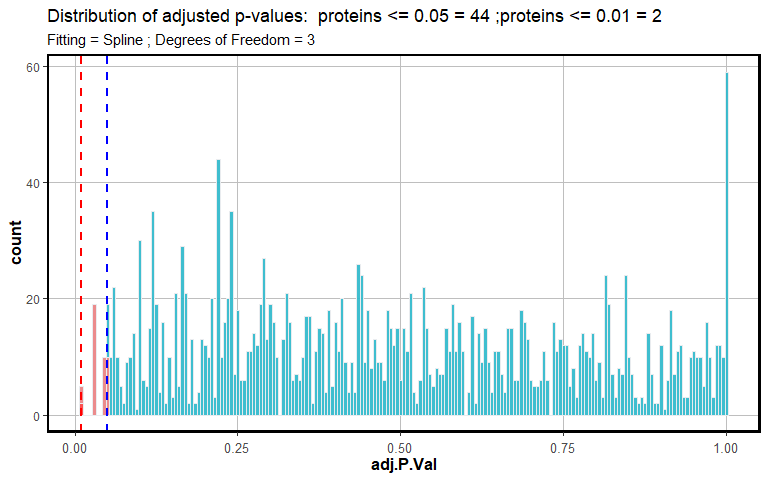 Distribution of adjusted p-values:  proteins <= 0.05 = 44 ;proteins <= 0.01 = 2
Fitting = Spline ; Degrees of Freedom = 3
60
40
20
0
count
0.00 0.25 0.50 0.75 1.00
adj.P.Val